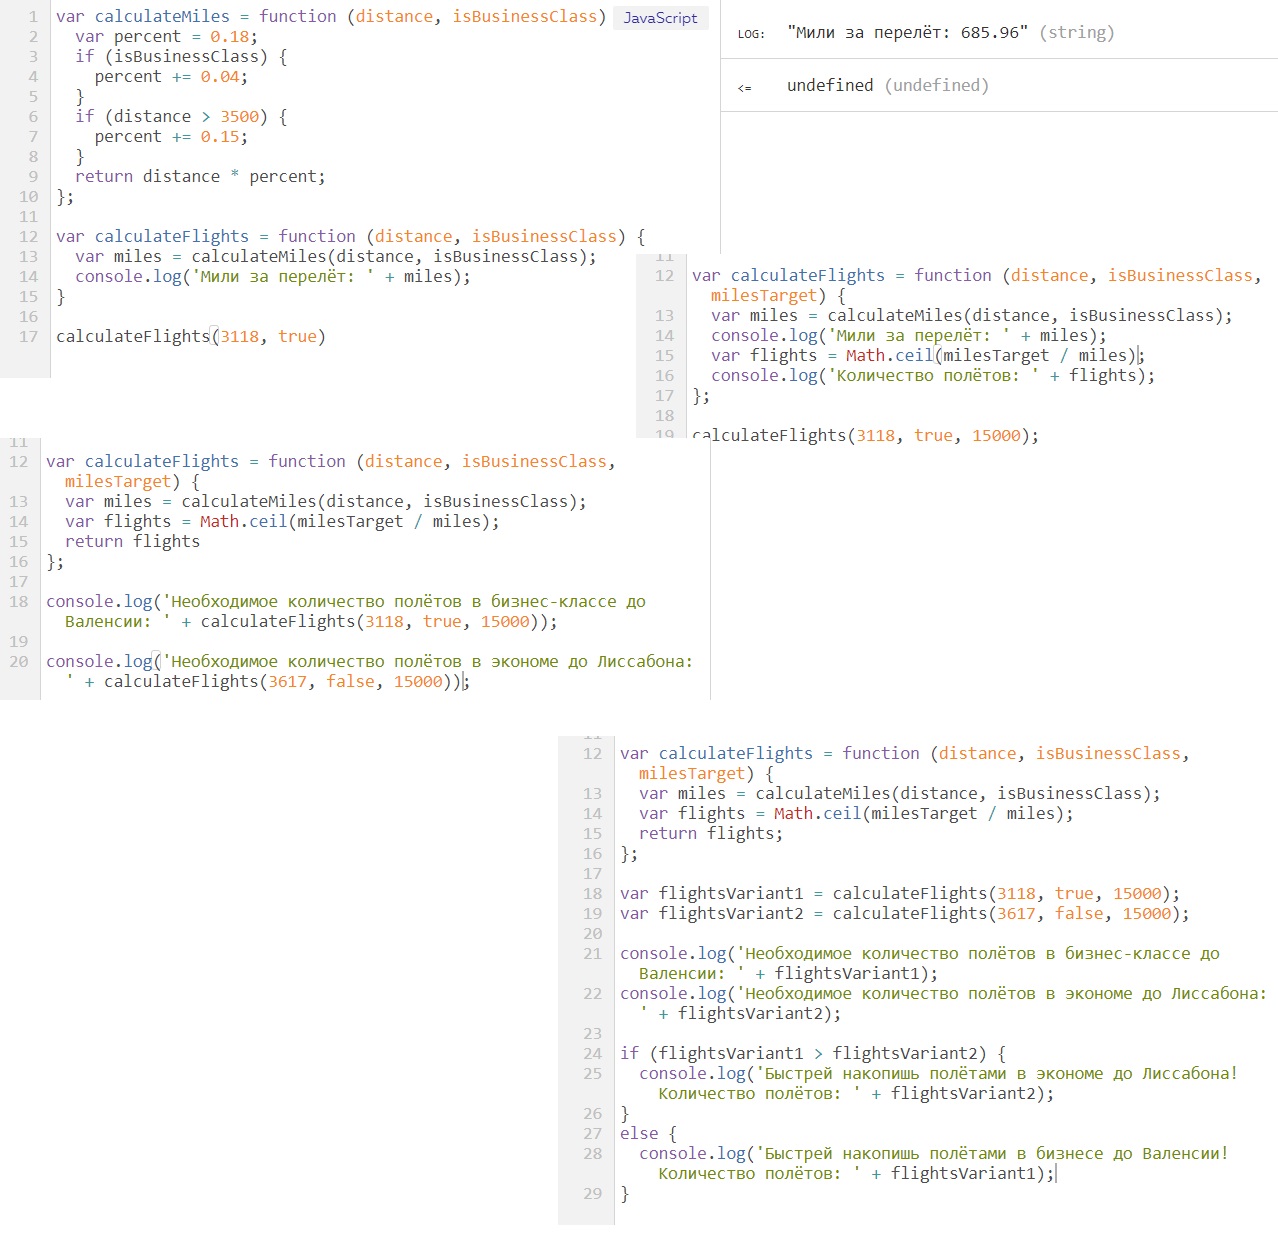 1 var calculateMiles = function (distance, isBusinessClass) JavaScript
2 var percent = 0.18;
3 if (isBusinessClass) {
4 percent += 0.04;
5 }
6 if (distance > 3500) {
7 percent += 0.15;
8 }
9 return distance * percent;
10 };
11
12 var calculateFlights = function (distance, isBusinessClass) {
13 var miles = calculateMiles(distance, isBusinessClass);
14 console.log('Мили за перелёт: ' + miles);
15 }
16
17 calculateFlights(3118, true)
LOG: "Мили за перелёт: 685.96" (string)
<= undefined (undefined)
11
12 var calculateFlights = function (distance, isBusinessClass,
milesTarget) {
13 var miles = calculateMiles(distance, isBusinessClass);
14 console.log('Мили за перелёт: ' + miles);
15 var flights = Math.ceil(milesTarget / miles);
16 console.log('Количество полётов: ' + flights);
17 };
18
19 calculateFlights(3118, true, 15000);
11
12 var calculateFlights = function (distance, isBusinessClass,
milesTarget) {
13 var miles = calculateMiles(distance, isBusinessClass);
14 var flights = Math.ceil(milesTarget / miles);
15 return flights
16 };
17
18 console.log('Необходимое количество полётов в бизнес-классе до
Валенсии: ' + calculateFlights(3118, true, 15000));
19
20 console.log('Необходимое количество полётов в экономе до Лиссабона:
' + calculateFlights(3617, false, 15000));
11
12 var calculateFlights = function (distance, isBusinessClass,
milesTarget) {
13 var miles = calculateMiles(distance, isBusinessClass);
14 var flights = Math.ceil(milesTarget / miles);
15 return flights;
16 };
17
18 var flightsVariant1 = calculateFlights(3118, true, 15000);
19 var flightsVariant2 = calculateFlights(3617, false, 15000);
20
21 console.log('Необходимое количество полётов в бизнес-классе до
Валенсии: ' + flightsVariant1);
22 console.log('Необходимое количество полётов в экономе до Лиссабона:
' + flightsVariant2);
23
24 if (flightsVariant1 > flightsVariant2) {
25 console.log('Быстрей накопишь полётами в экономе до Лиссабона!
Количество полётов: ' + flightsVariant2);
26 }
27 else {
28 console.log('Быстрей накопишь полётами в бизнесе до Валенсии!
Количество полётов: ' + flightsVariant1);
29 }